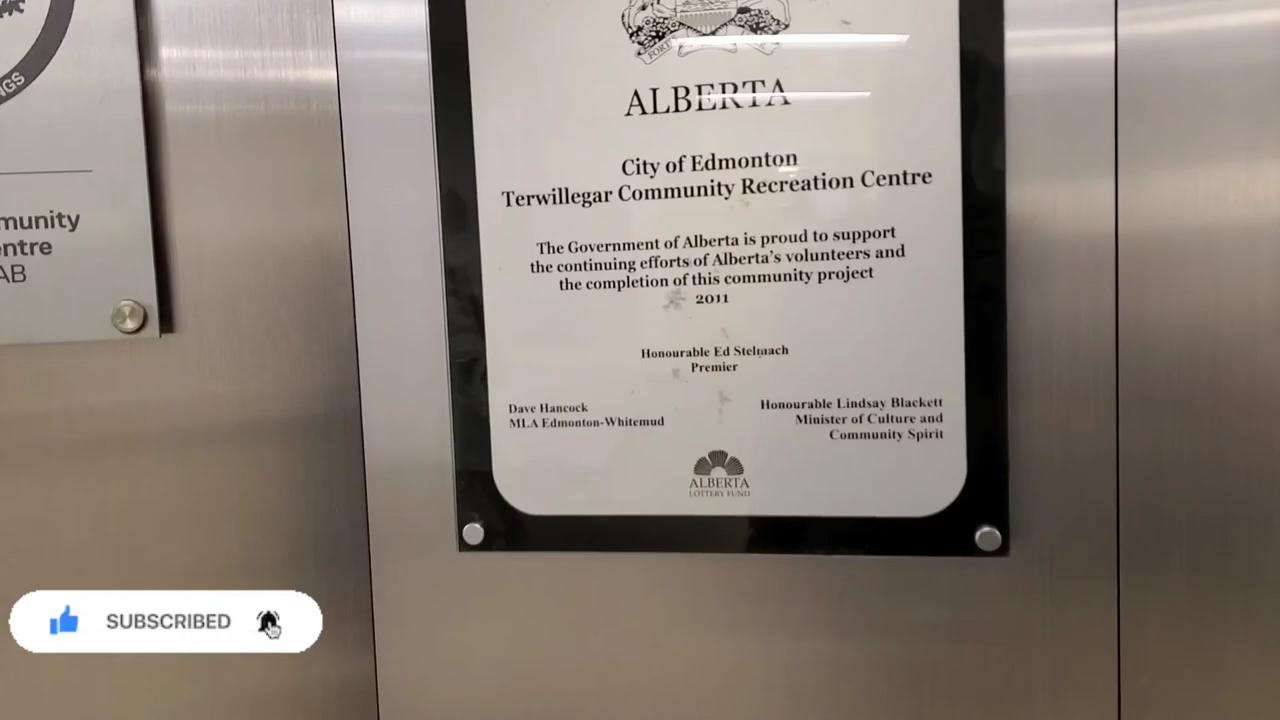 NGS
munity
entre
AB
ALBERTA
City of Edmonton
Terwillegar Community Recreation Centre
The Government of Alberta is proud to support
the continuing efforts of Alberta's volunteers and
the completion of this community project
2011
Honourable Ed Stelmach
Premier
Dave Hancock
MLA Edmonton-Whitemud
Honourable Lindsay Blackett
Minister of Culture and
Community Spirit
ALBERTA
LOTTERY FUND
SUBSCRIBED